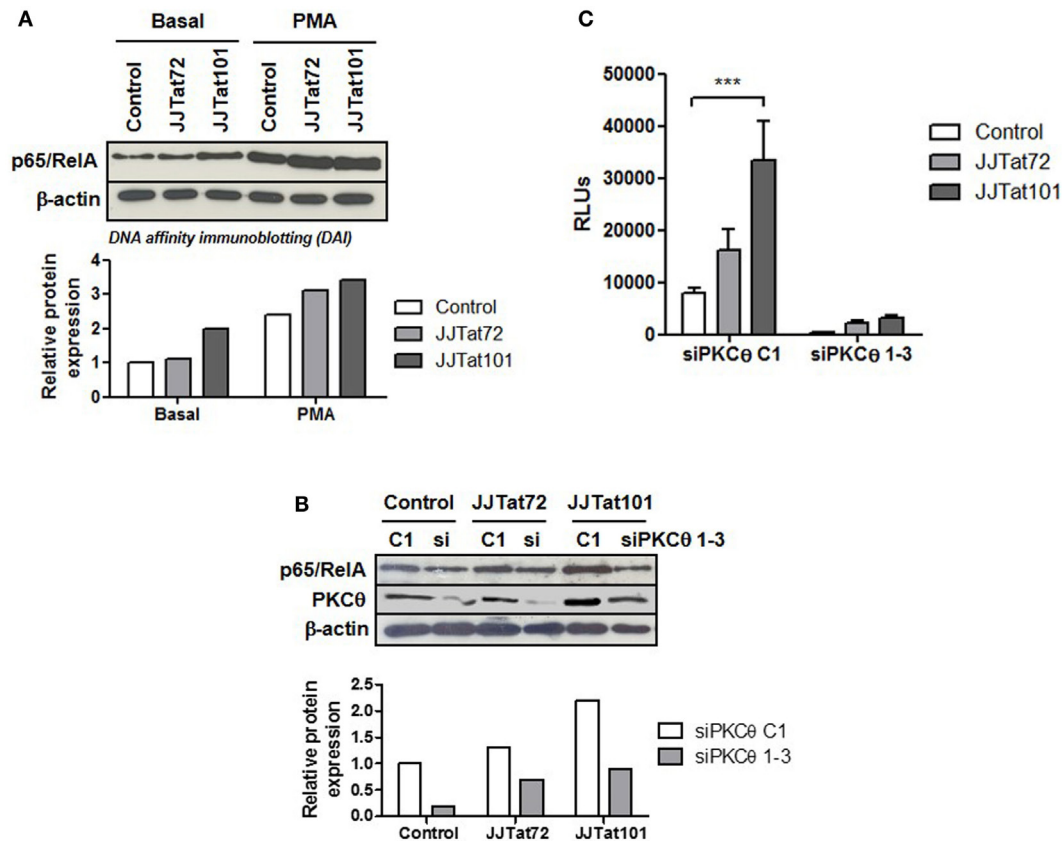 A
Basal PMA
Control JJTat72 JJTat101 Control JJTat72 JJTat101
p65/RelA
β-actin
DNA affinity immunoblotting (DAI)
Relative protein
expression
4
3
2
1
0
Basal PMA
Control
JJTat72
JJTat101
C
50000
40000
30000
20000
10000
0
RLUs
***
siPKCθ C1 siPKCθ 1-3
Control
JJTat72
JJTat101
B
Control JJTat72 JJTat101
C1 si C1 si C1 siPKCθ 1-3
p65/RelA
PKCθ
β-actin
Relative protein
expression
2.5
2.0
1.5
1.0
0.5
0.0
Control JJTat72 JJTat101
siPKCθ C1
siPKCθ 1-3